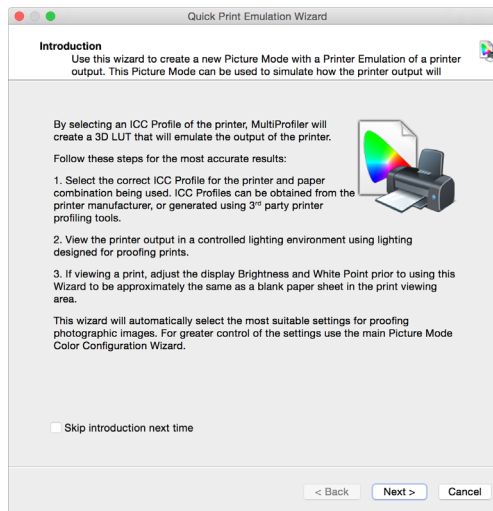 Quick Print Emulation Wizard
Introduction
Use this wizard to create a new Picture Mode with a Printer Emulation of a printer
output. This Picture Mode can be used to simulate how the printer output will
By selecting an ICC Profile of the printer, MultiProfiler will
create a 3D LUT that will emulate the output of the printer.
Follow these steps for the most accurate results:
1. Select the correct ICC Profile for the printer and paper
combination being used. ICC Profiles can be obtained from the
printer manufacturer, or generated using 3rd party printer
profiling tools.
2. View the printer output in a controlled lighting environment using lighting
designed for proofing prints.
3. If viewing a print, adjust the display Brightness and White Point prior to using this
Wizard to be approximately the same as a blank paper sheet in the print viewing
area.
This wizard will automatically select the most suitable settings for proofing
photographic images. For greater control of the settings use the main Picture Mode
Color Configuration Wizard.
Skip introduction next time
< Back Next > Cancel